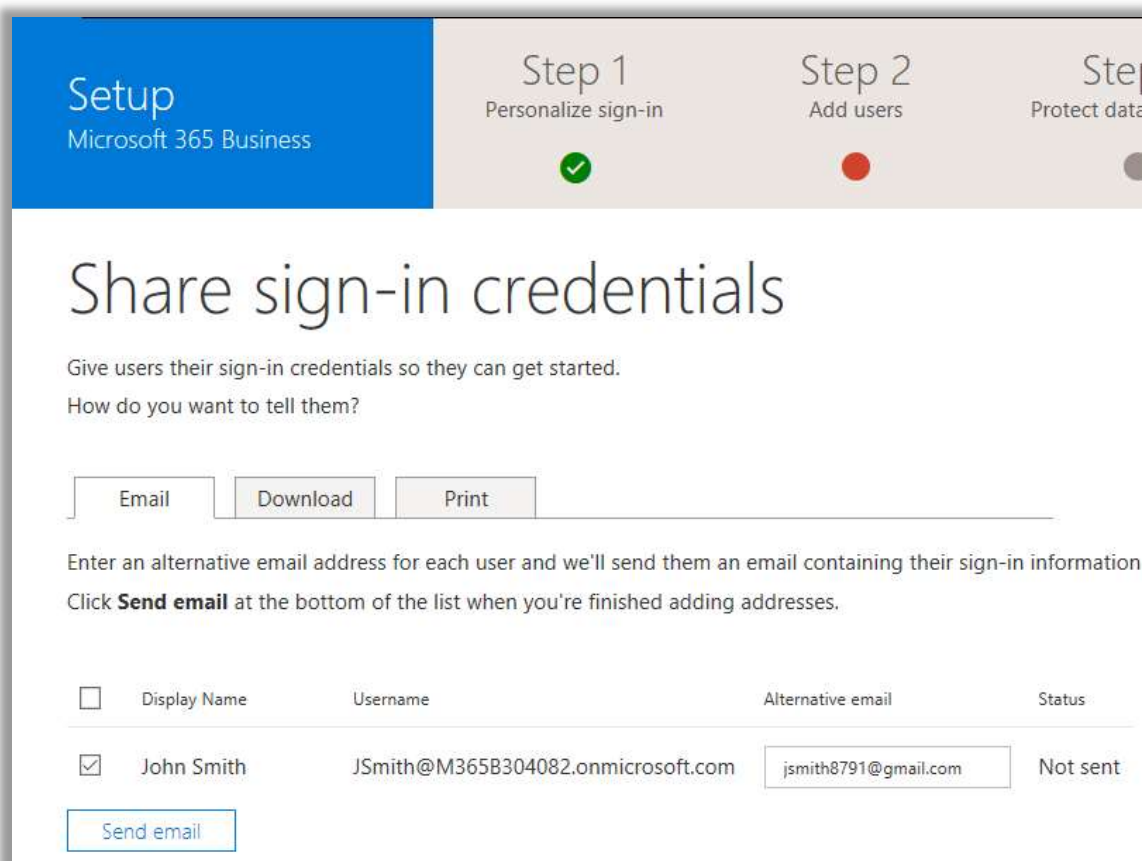 Setup
Microsoft 365 Business
Step 1
Personalize sign-in
Step 2
Add users
Protect data
Share sign-in credentials
Give users their sign-in credentials so they can get started.
How do you want to tell them?
Email
Download
Print
Enter an alternative email address for each user and we'll send them an email containing their sign-in information
Click Send email at the bottom of the list when you're finished adding addresses.
Display Name Username Alternative email Status
John Smith JSmith@M365B304082.onmicrosoft.com jsmith8791@gmail.com Not sent
Send email